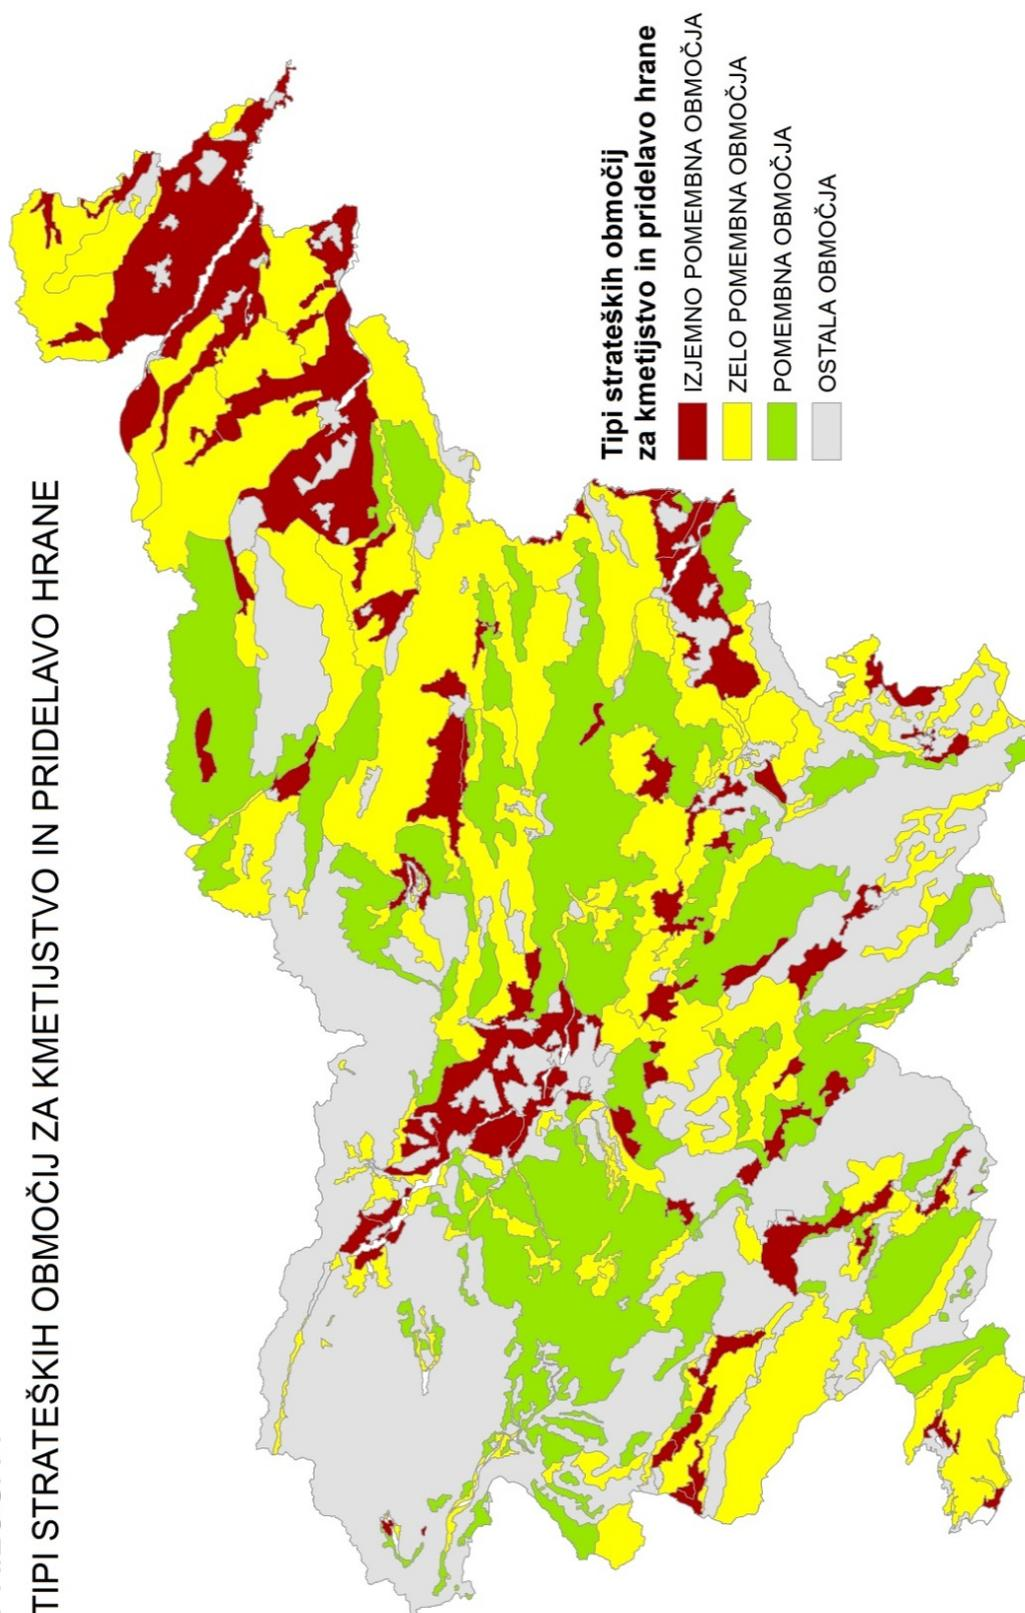 TIPI STRATEŠKIH OBMOČIJ ZA KMETIJSTVO IN PRIDELAVO HRANE
Tipi strateških območij
za kmetijstvo in pridelavo hrane
IZJEMNO POMEMBNA OBMOČJA
ZELO POMEMBNA OBMOČJA
POMEMBNA OBMOČJA
OSTALA OBMOČJA